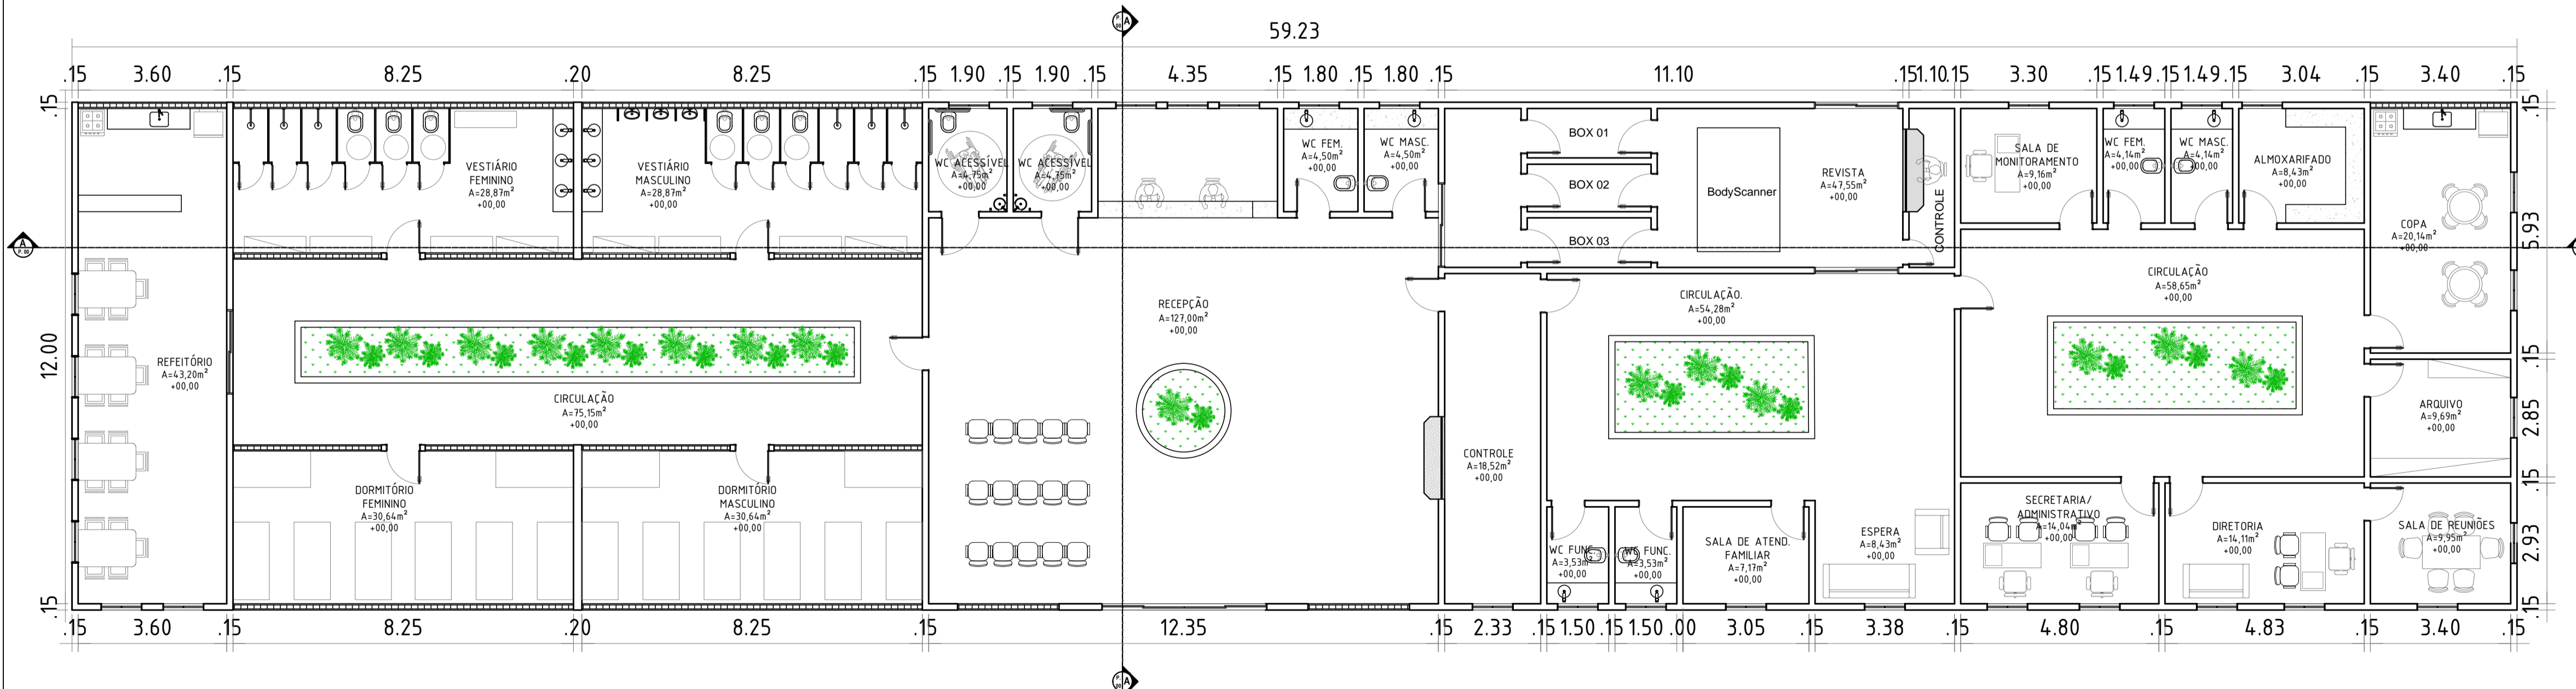 A
59.23
.15 3.60 .15 8.25 .20 8.25 .15 1.90 .15 1.90 .15 4.35 .15 1.80 .15 1.80 .15 11.10 .15 1.10 .15 3.30 .15 1.49 .15 1.49 .15 3.04 .15 3.40 .15
.15
12.00
.15
A
VESTIÁRIO
FEMININO
A=28,87m²
+00,00
VESTIÁRIO
MASCULINO
A=28,87m²
+00,00
WC ACESSÍVEL
A=4,75m²
+00,00
WC ACESSÍVEL
A=4,75m²
+00,00
WC FEM.
A=4,50m²
+00,00
WC MASC.
A=4,50m²
+00,00
BOX 01
BOX 02
BOX 03
BodyScanner
REVISTA
A=47,55m²
+00,00
CONTROLE
SALA DE
MONITORAMENTO
A=9,16m²
+00,00
WC FEM.
A=4,14m²
+00,00
WC MASC.
A=4,14m²
+00,00
ALMOXARIFADO
A=8,43m²
+00,00
COPA
A=20,14m²
+00,00
REFEITÓRIO
A=43,20m²
+00,00
CIRCULAÇÃO
A=75,15m²
+00,00
RECEPÇÃO
A=127,00m²
+00,00
CIRCULAÇÃO.
A=54,28m²
+00,00
CIRCULAÇÃO
A=58,65m²
+00,00
ARQUIVO
A=9,69m²
+00,00
DORMITÓRIO
FEMININO
A=30,64m²
+00,00
DORMITÓRIO
MASCULINO
A=30,64m²
+00,00
CONTROLE
A=18,52m²
+00,00
WC FUNC.
A=3,53m²
+00,00
WC FUNC.
A=3,53m²
+00,00
SALA DE ATEND.
FAMILIAR
A=7,17m²
+00,00
ESPERA
A=8,43m²
+00,00
SECRETARIA/
ADMINISTRATIVO
A=14,04m²
+00,00
DIRETORIA
A=14,11m²
+00,00
SALA DE REUNIÕES
A=9,95m²
+00,00
.15
5.93
.15
2.85
.15
2.93
.15
.15 3.60 .15 8.25 .20 8.25 .15 12.35 .15 2.33 .15 1.50 .15 1.50 .00 3.05 .15 3.38 .15 4.80 .15 4.83 .15 3.40 .15
A